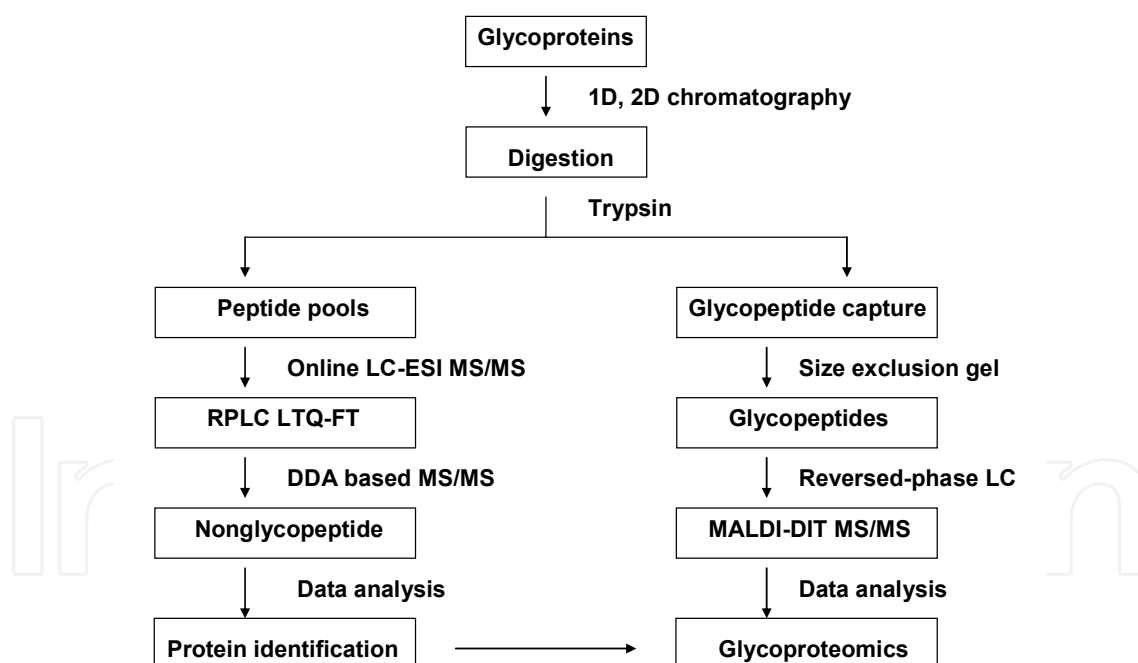 Glycoproteins
1D, 2D chromatography
Digestion
Trypsin
Peptide pools
Glycopeptide capture
Online LC-ESI MS/MS
Size exclusion gel
RPLC LTQ-FT
Glycopeptides
DDA based MS/MS
Reversed-phase LC
Nonglycopeptide
MALDI-DIT MS/MS
Data analysis
Data analysis
Protein identification
Glycoproteomics